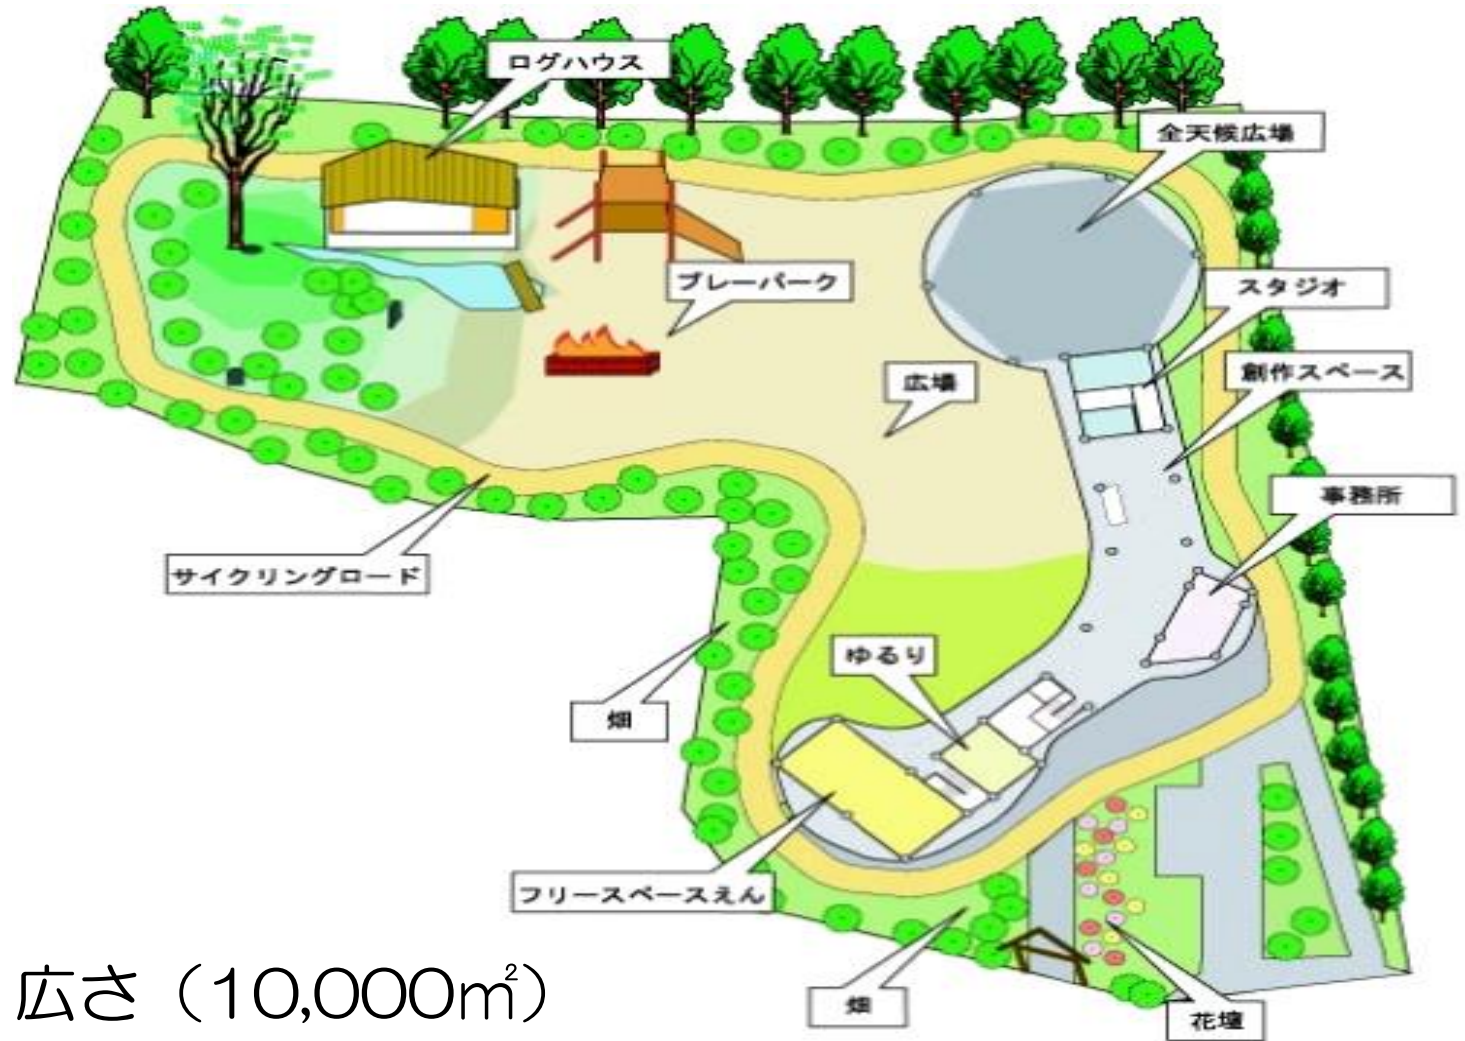 ログハウス
全天候広場
プレーパーク
スタジオ
創作スペース
広場
事務所
サイクリングロード
ゆるり
畑
フリースペースえん
広さ（10,000㎡）
畑
花壇